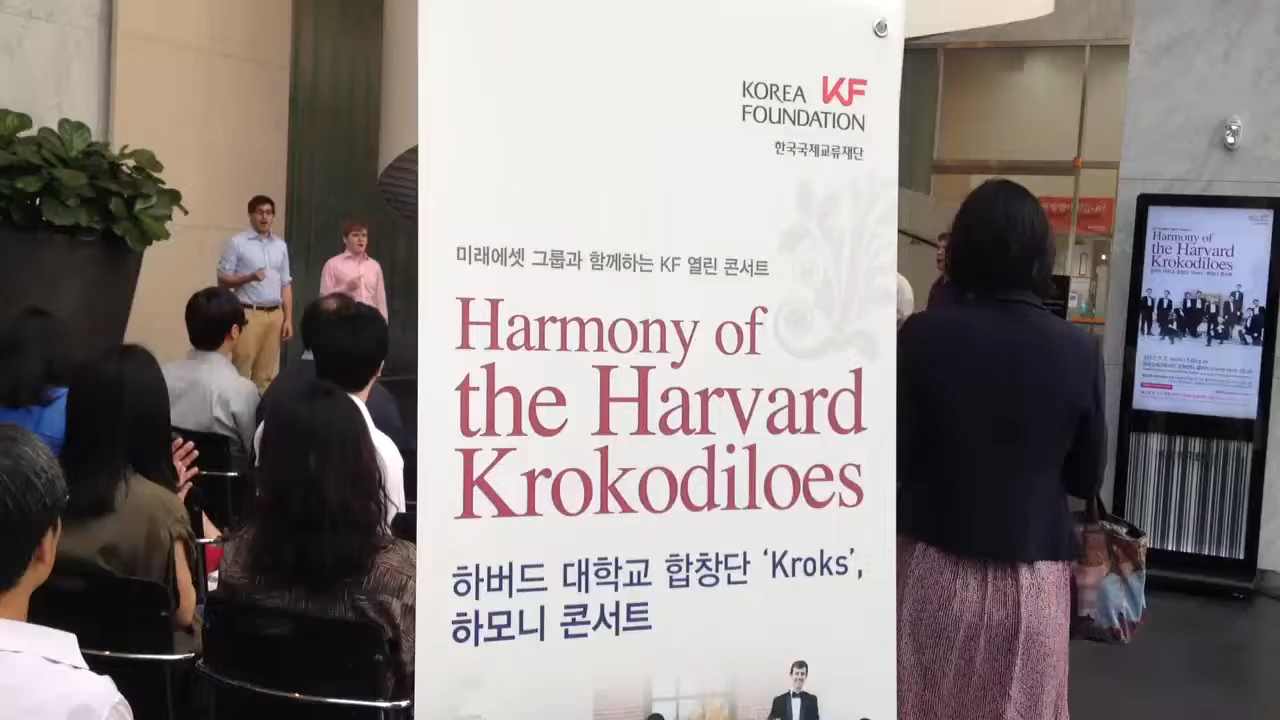 KOREA KF
FOUNDATION
한국국제교류재단
미래에셋 그룹과 함께하는 KF 열린 콘서트
Harmony of
the Harvard
Krokodiloes
하버드 대학교 합창단 ‘Kroks’,
하모니 콘서트
Harmony of
the Harvard
Krokodiloes